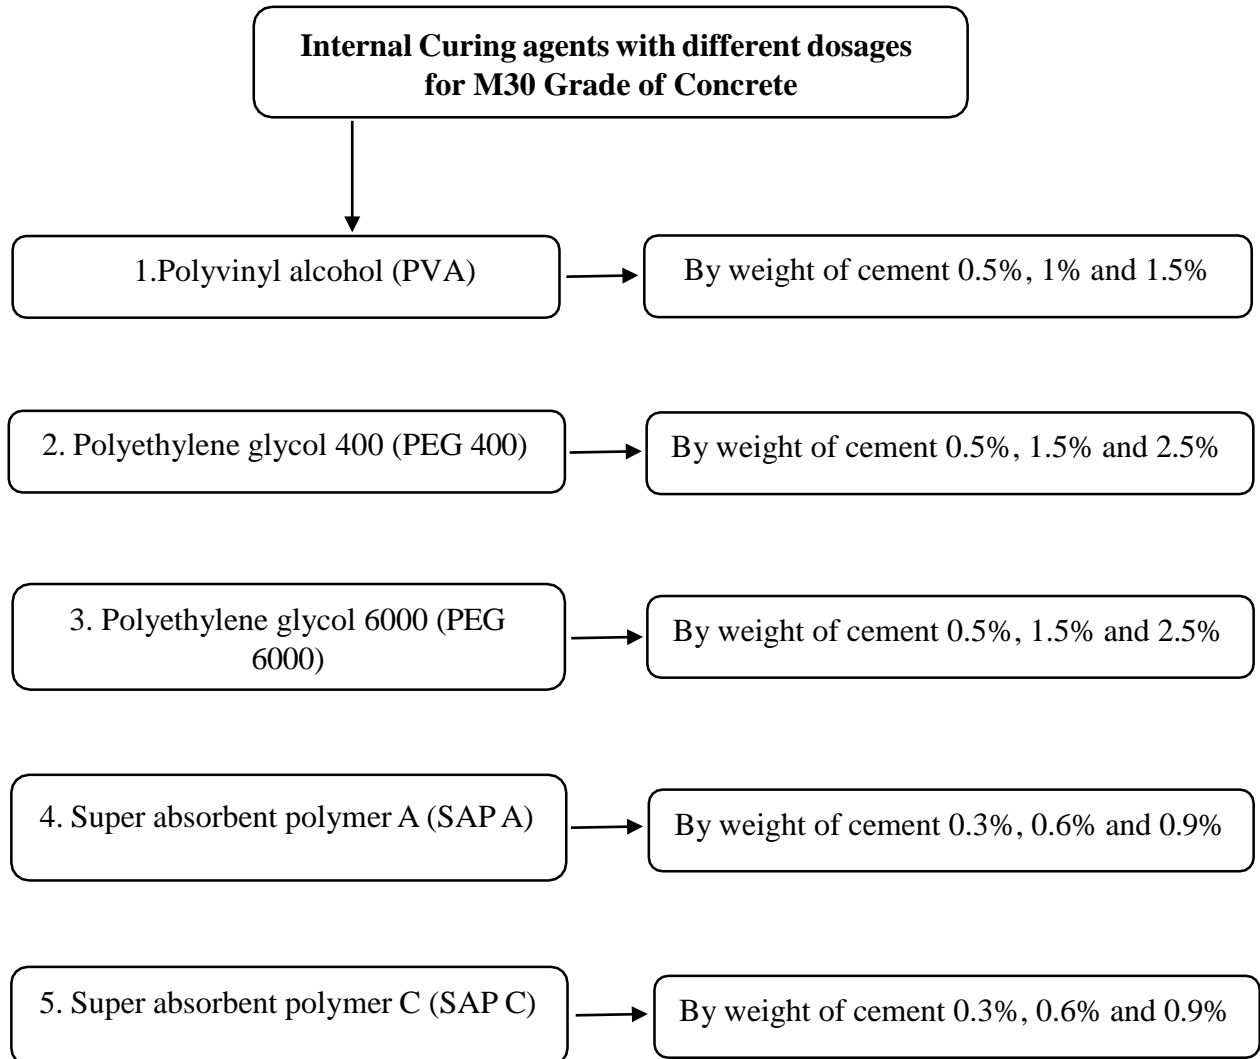 Internal Curing agents with different dosages
for M30 Grade of Concrete
1.Polyvinyl alcohol (PVA)
By weight of cement 0.5%, 1% and 1.5%
2. Polyethylene glycol 400 (PEG 400)
By weight of cement 0.5%, 1.5% and 2.5%
3. Polyethylene glycol 6000 (PEG
6000)
By weight of cement 0.5%, 1.5% and 2.5%
4. Super absorbent polymer A (SAP A)
By weight of cement 0.3%, 0.6% and 0.9%
5. Super absorbent polymer C (SAP C)
By weight of cement 0.3%, 0.6% and 0.9%